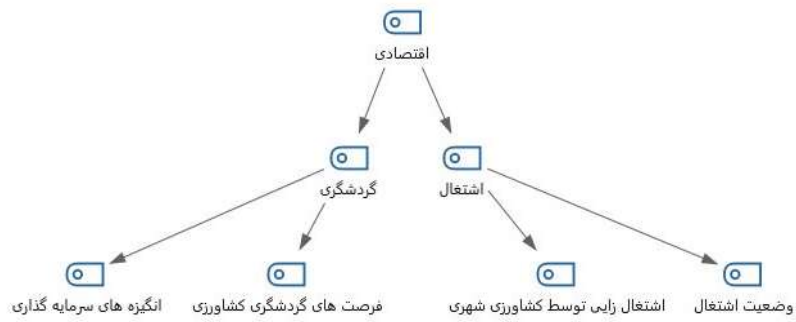 اقتصادی
اشتغال
گردشگری
وضعیت اشتغال
اشتغال زایی توسط کشاورزی شهری
فرصت های گردشگری کشاورزی
انگیزه های سرمایه گذاری